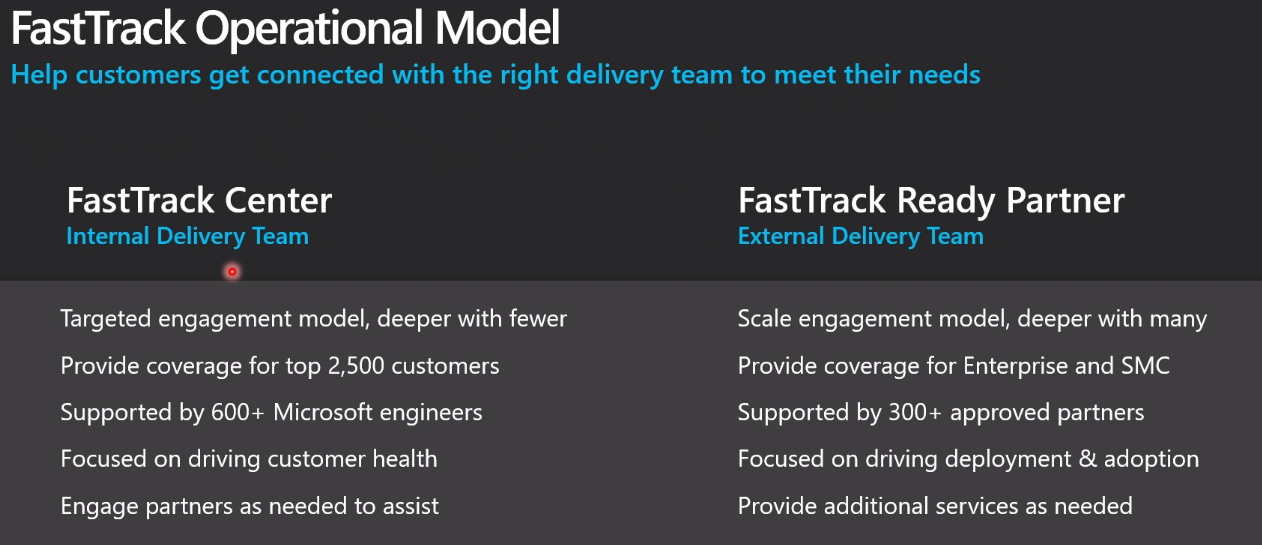 FastTrack Operational Model
Help customers get connected with the right delivery team to meet their needs
FastTrack Center
Internal Delivery Team
Targeted engagement model, deeper with fewer
Provide coverage for top 2,500 customers
Supported by 600+ Microsoft engineers
Focused on driving customer health
Engage partners as needed to assist
FastTrack Ready Partner
External Delivery Team
Scale engagement model, deeper with many
Provide coverage for Enterprise and SMC
Supported by 300+ approved partners
Focused on driving deployment & adoption
Provide additional services as needed